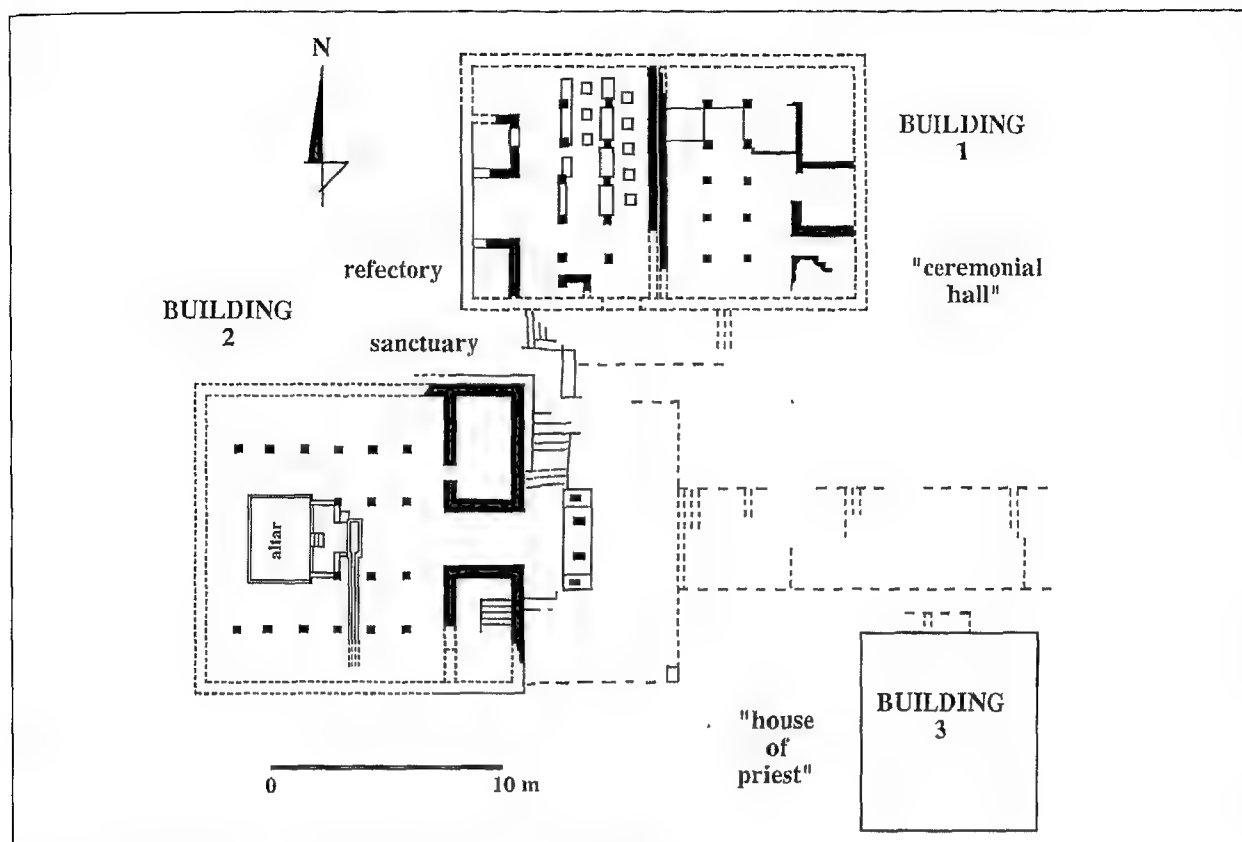 N
BUILDING
1
refectory
"ceremonial
hall"
BUILDING
2
sanctuary
altar
BUILDING
3
"house
of
priest"
0 10 m